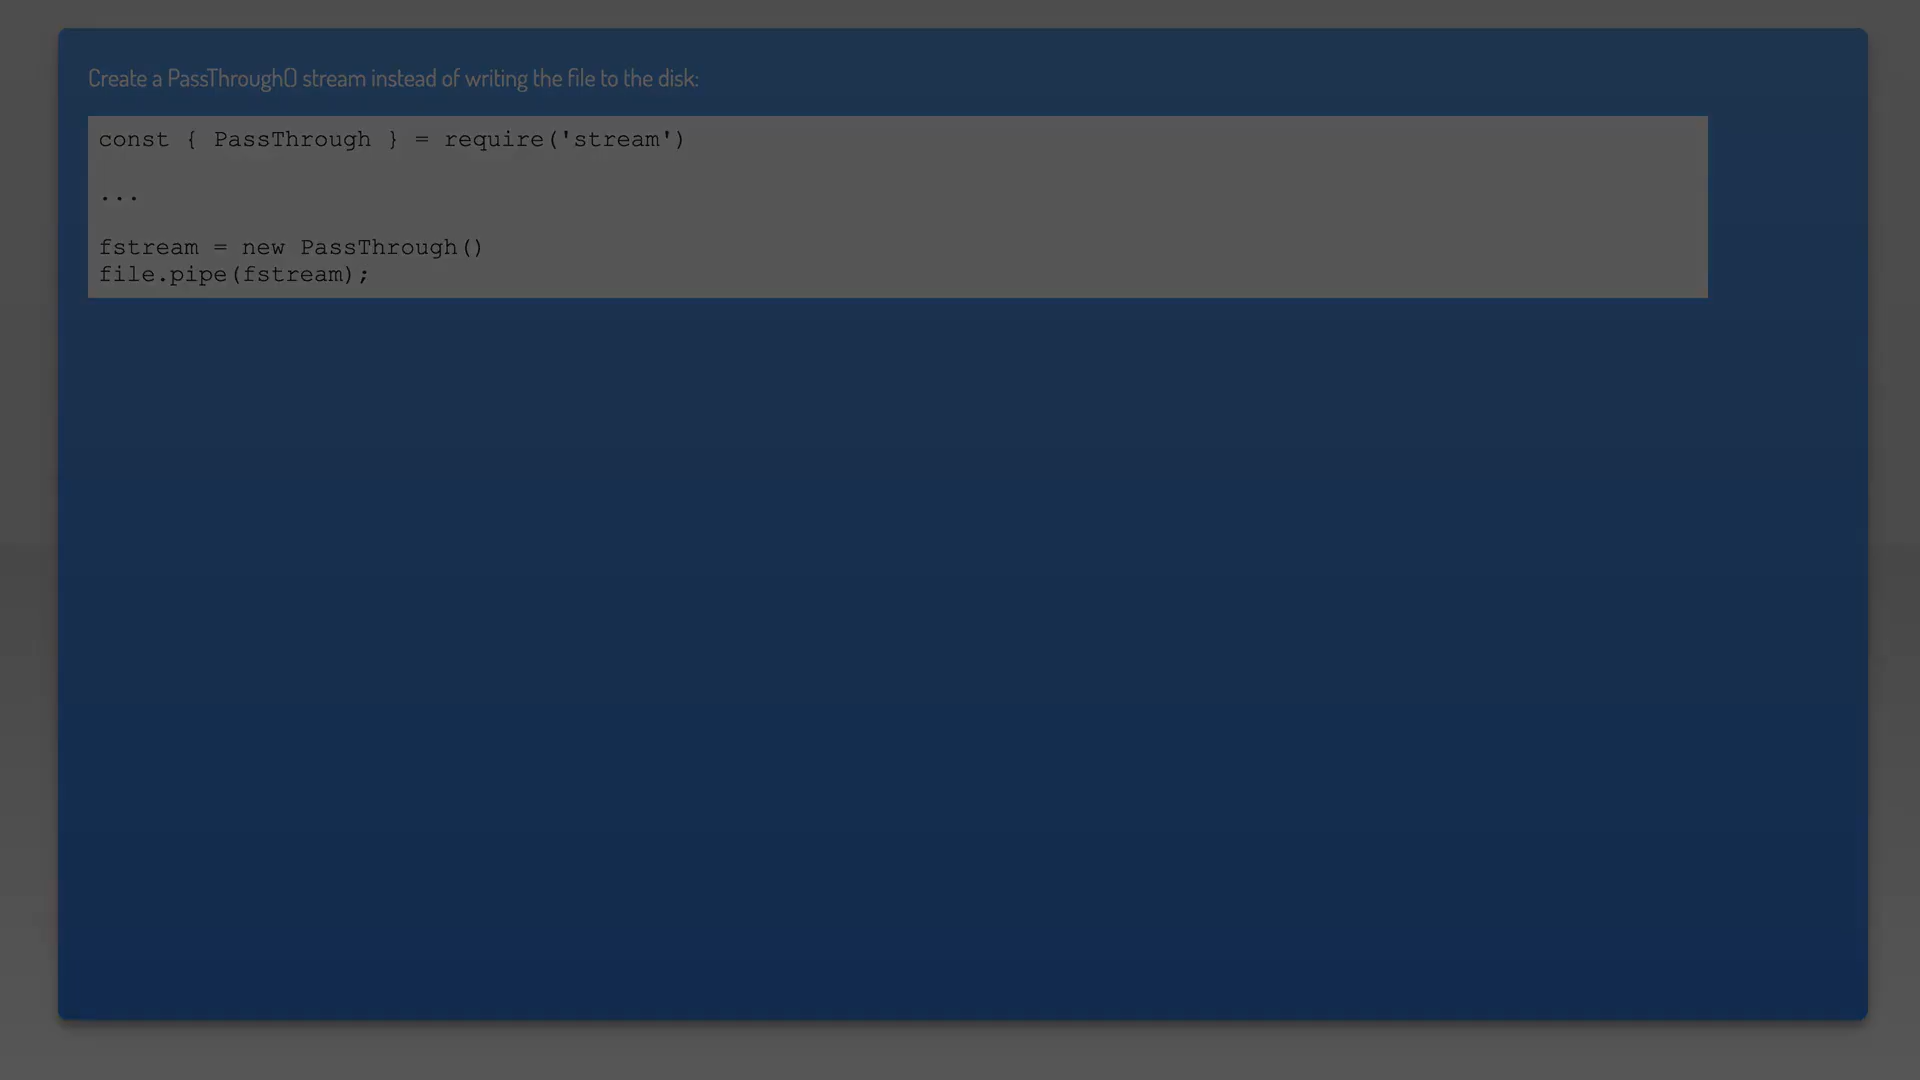 Create a PassThrough() stream instead of writing the file to the disk:
const { PassThrough } = require('stream')
...
fstream = new PassThrough()
file.pipe(fstream);